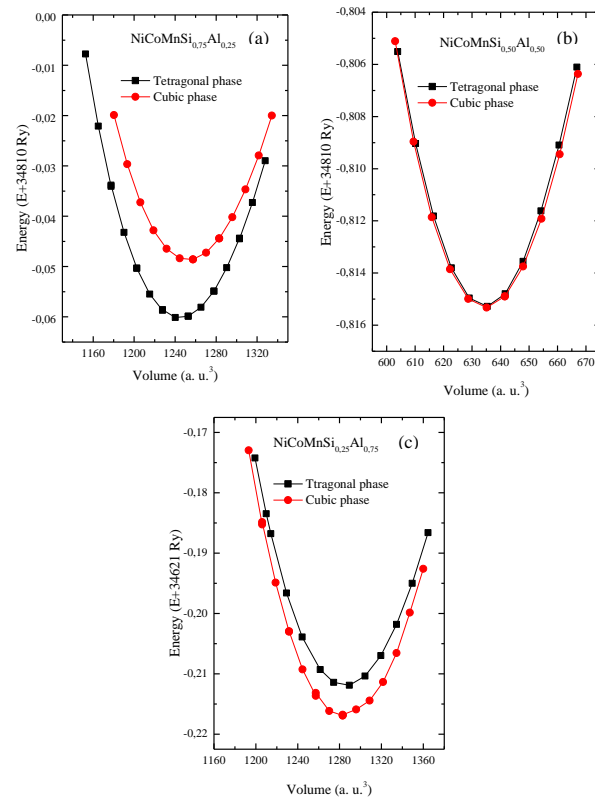 NiCoMnSi0,75Al0,25 (a)
Tetragonal phase
Cubic phase
Energy (E+34810 Ry)
0,00
-0,01
-0,02
-0,03
-0,04
-0,05
-0,06
1160 1200 1240 1280 1320
Volume (a. u.3)
NiCoMnSi0,50Al0,50 (b)
Tetragonal phase
Cubic phase
Energy (E+34810 Ry)
-0,804
-0,806
-0,808
-0,810
-0,812
-0,814
-0,816
600 610 620 630 640 650 660 670
Volume (a. u.3)
NiCoMnSi0,25Al0,75 (c)
Ttragonal phase
Cubic phase
Energy (E+34621 Ry)
-0,17
-0,18
-0,19
-0,20
-0,21
-0,22
1160 1200 1240 1280 1320 1360
Volume (a. u.3)